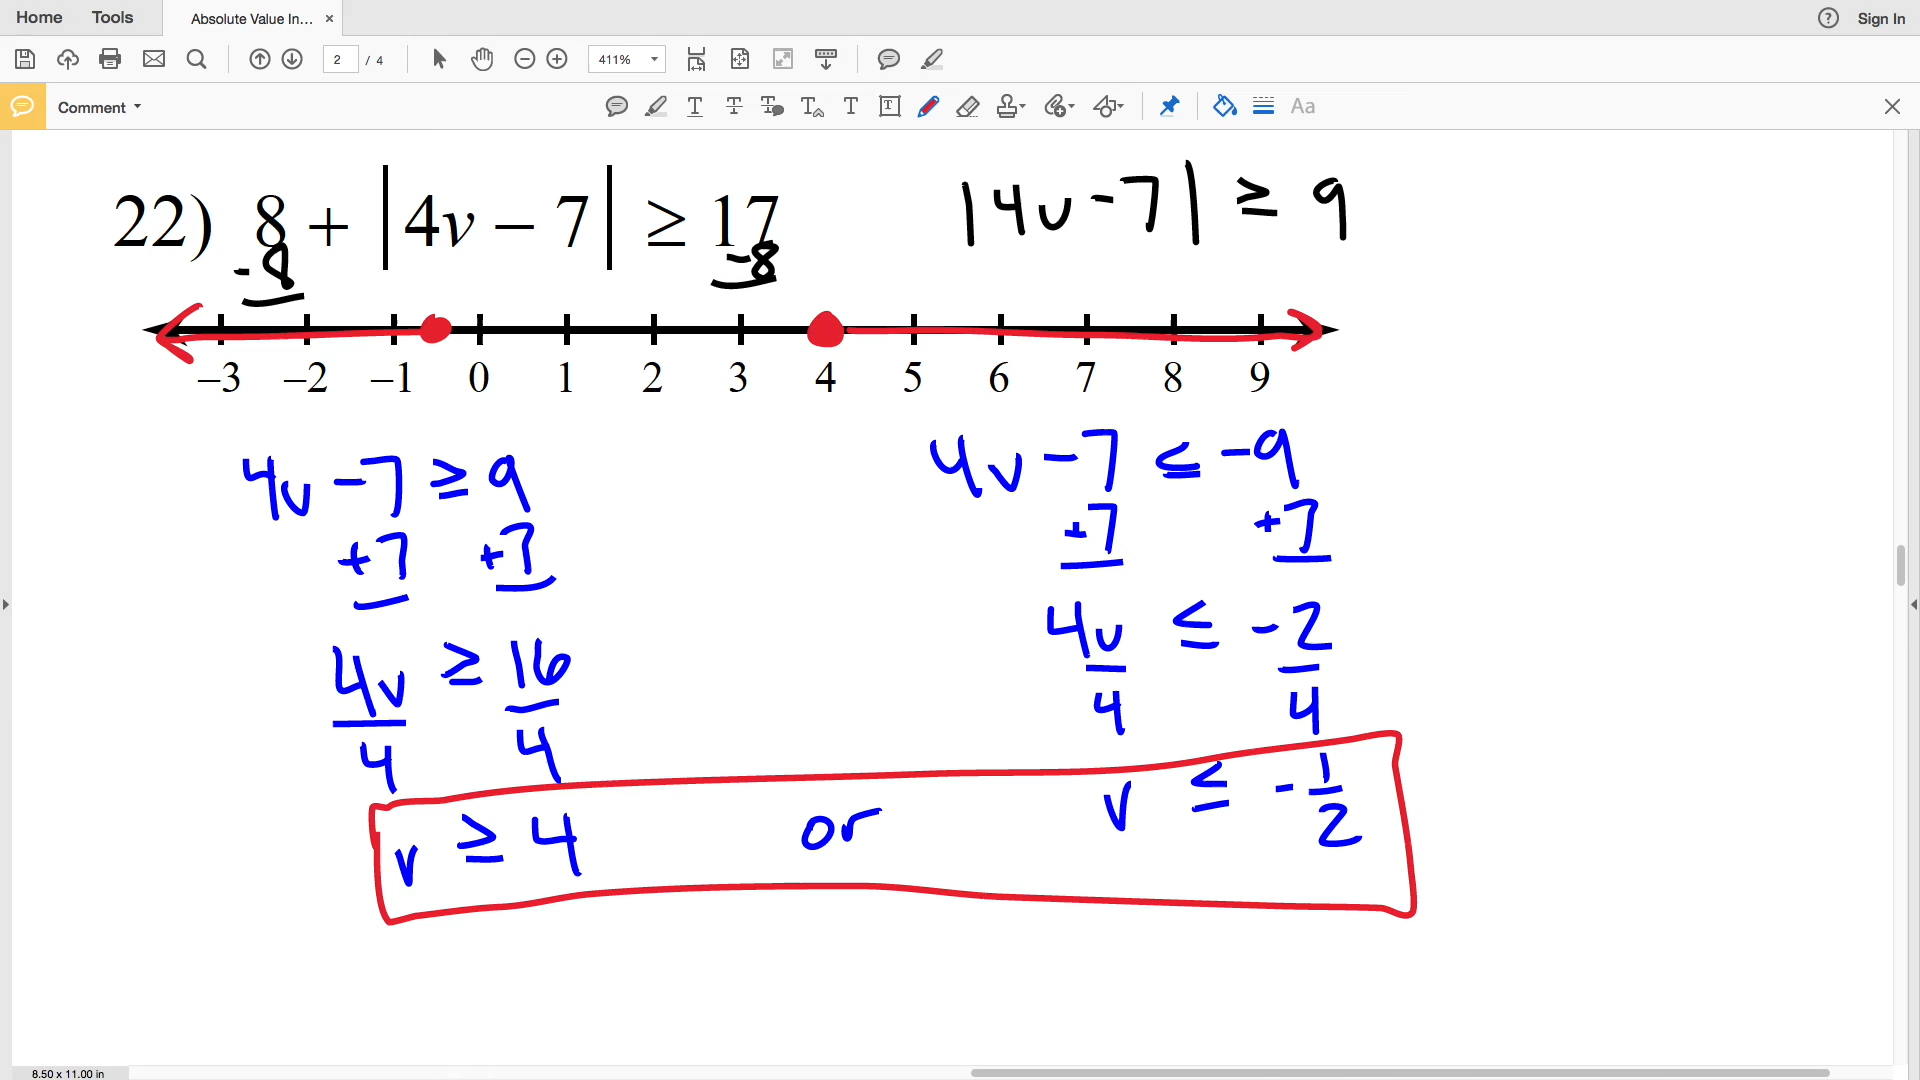 Home Tools Absolute Value In... × ? Sign In
2 / 4 411%
Comment T T T T T T Aa
22) 8 + |4v − 7| ≥ 17 |4v - 7| ≥ 9
-8 -8
–3 –2 –1 0 1 2 3 4 5 6 7 8 9
4v - 7 ≥ 9 4v - 7 ≤ -9
+7 +7 +7 +7
4v ≥ 16 4v ≤ -2
4 4 4 4
v ≥ 4 or v ≤ - 1/2
8.50 x 11.00 in